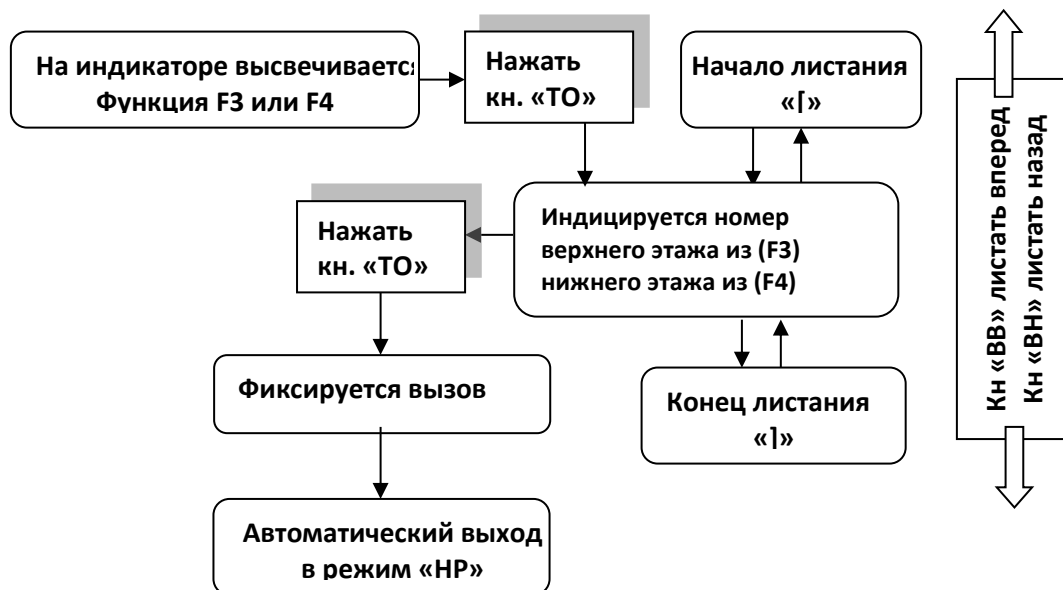 На индикаторе высвечивается
Функция F3 или F4
Нажать
кн. «ТО»
Начало листания
«[»
Индицируется номер
верхнего этажа из (F3)
нижнего этажа из (F4)
Нажать
кн. «ТО»
Фиксируется вызов
Конец листания
«]»
Автоматический выход
в режим «НР»
Кн «ВВ» листать вперед
Кн «ВН» листать назад